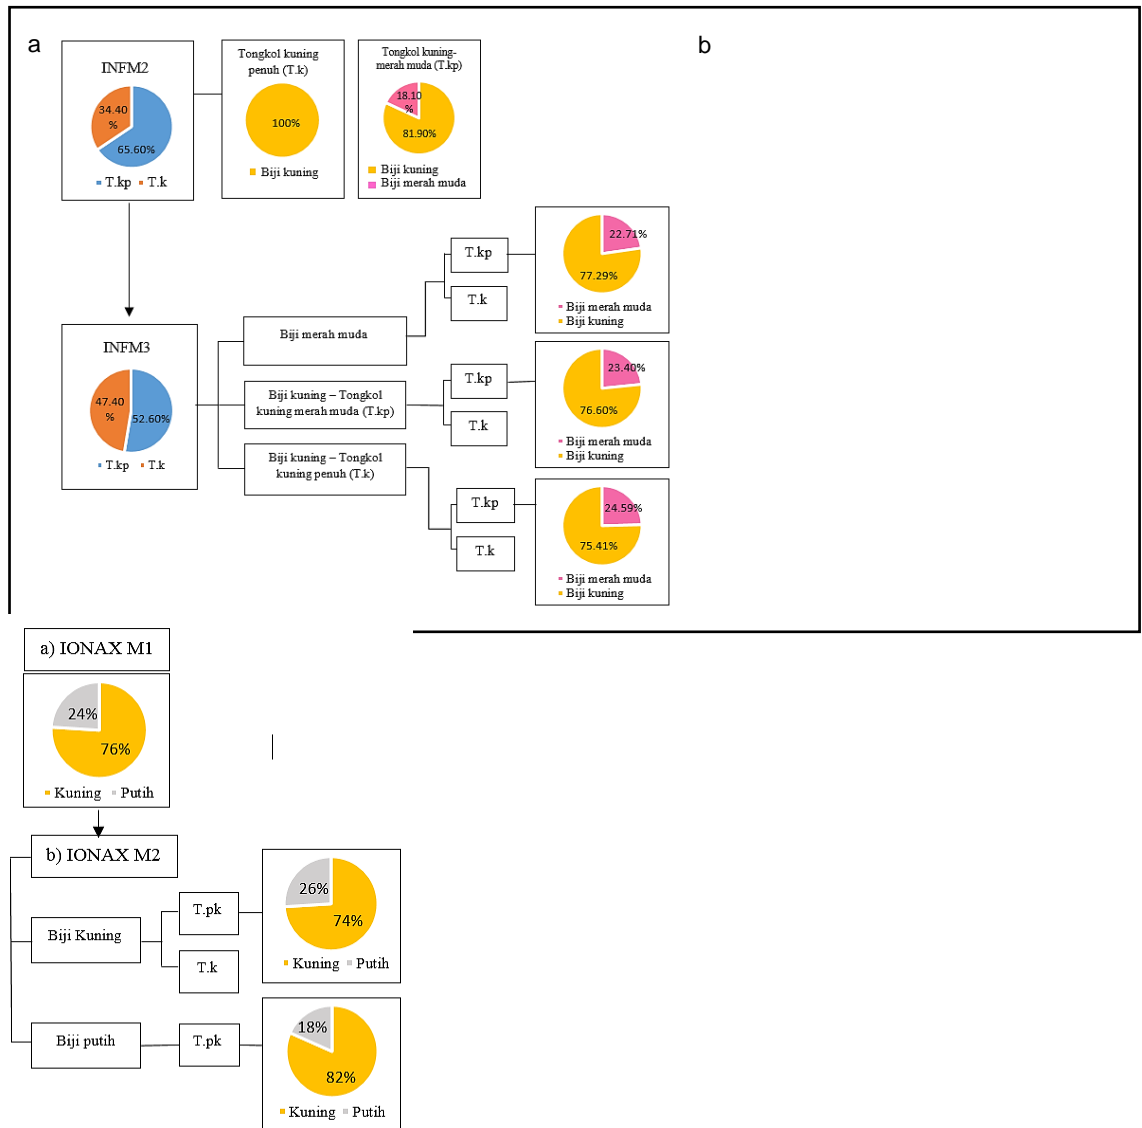 a
b
INFM2
34.40
%
65.60%
T.kp T.k
Tongkol kuning
penuh (T.k)
100%
Biji kuning
Tongkol kuning-
merah muda (T.kp)
18.10
%
81.90%
Biji kuning
Biji merah muda
INFM3
47.40
%
52.60%
T.kp T.k
Biji merah muda
T.kp
T.k
22.71%
77.29%
Biji merah muda
Biji kuning
Biji kuning – Tongkol
kuning merah muda (T.kp)
T.kp
T.k
23.40%
76.60%
Biji merah muda
Biji kuning
Biji kuning – Tongkol
kuning penuh (T.k)
T.kp
T.k
24.59%
75.41%
Biji merah muda
Biji kuning
a) IONAX M1
24%
76%
Kuning Putih
b) IONAX M2
Biji Kuning
T.pk
T.k
26%
74%
Kuning Putih
Biji putih
T.pk
18%
82%
Kuning Putih